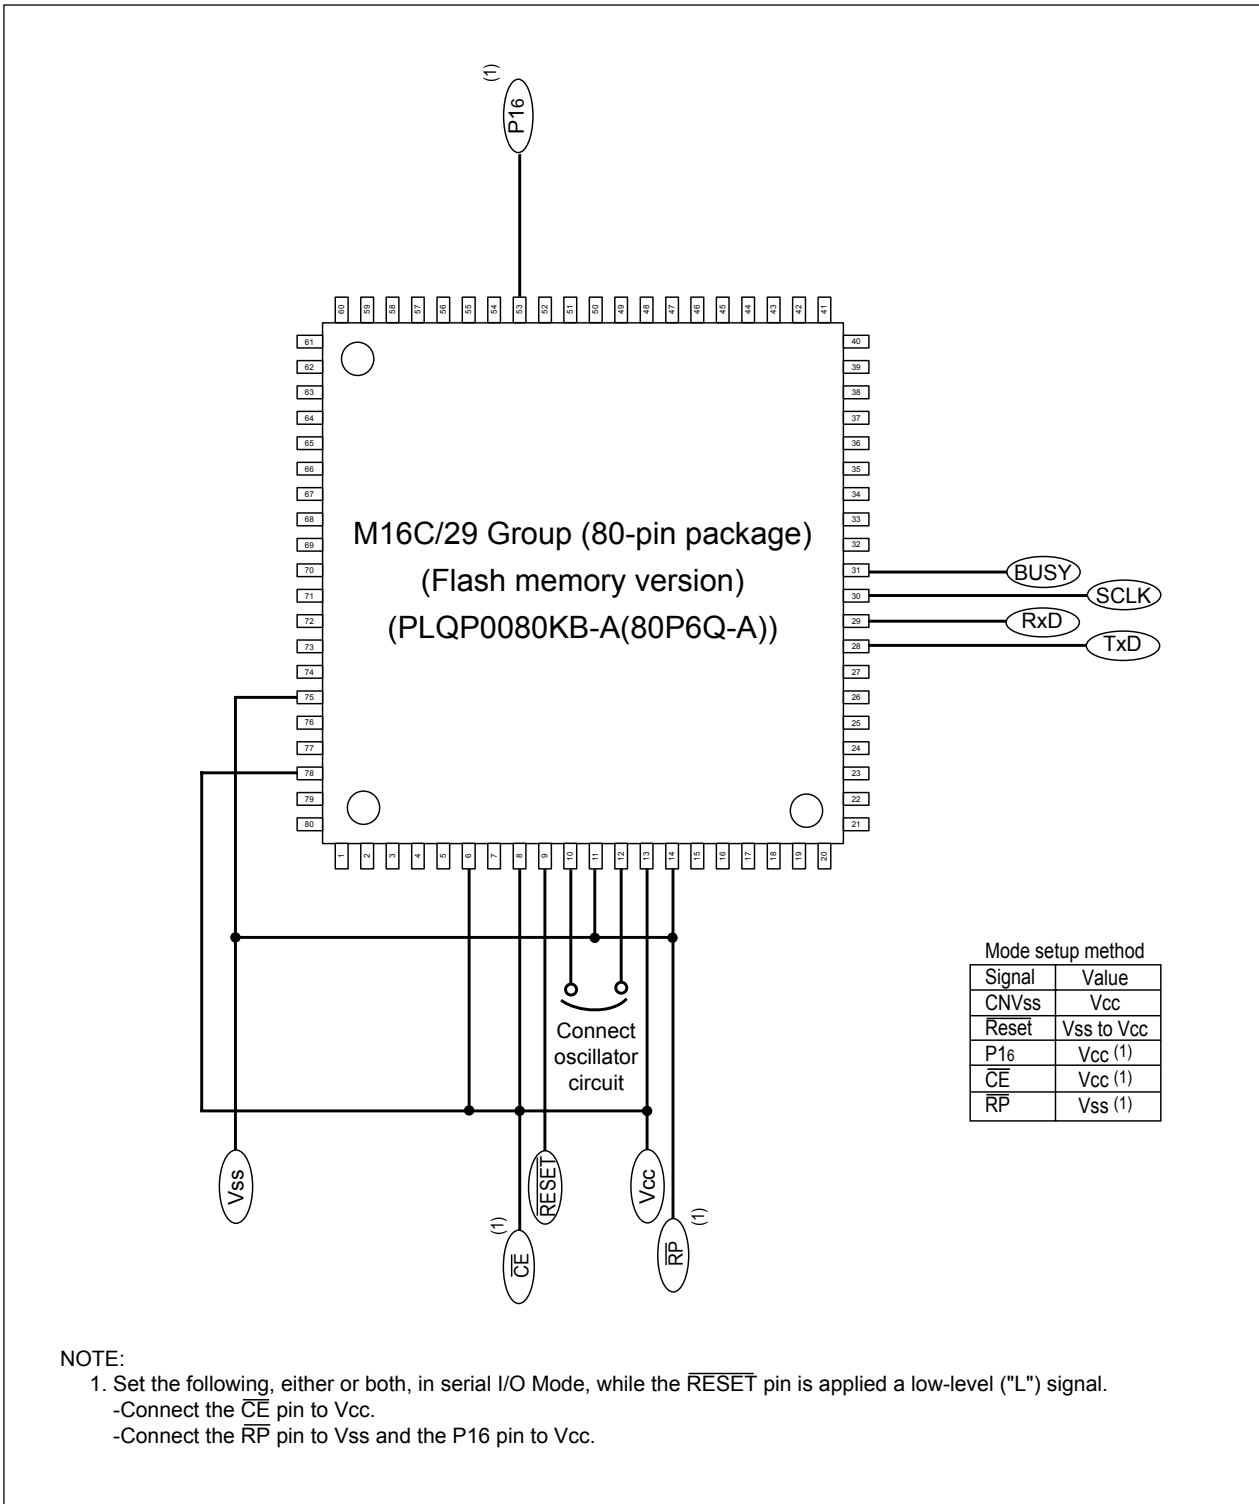 (1)
P16
60 59 58 57 56 55 54 53 52 51 50 49 48 47 46 45 44 43 42 41
61
62
63
64
65
66
67
68
69
70
71
72
73
74
75
76
77
78
79
80
40
39
38
37
36
35
34
33
32
31
30
29
28
27
26
25
24
23
22
21
M16C/29 Group (80-pin package)
(Flash memory version)
(PLQP0080KB-A(80P6Q-A))
BUSY
SCLK
RxD
TxD
1 2 3 4 5 6 7 8 9 10 11 12 13 14 15 16 17 18 19 20
Connect
oscillator
circuit
Vss
(1)
CE
RESET
Vcc
RP
(1)
Mode setup method
Signal Value
CNVss Vcc
Reset Vss to Vcc
P16 Vcc (1)
CE Vcc (1)
RP Vss (1)
NOTE:
1. Set the following, either or both, in serial I/O Mode, while the RESET pin is applied a low-level ("L") signal.
-Connect the CE pin to Vcc.
-Connect the RP pin to Vss and the P16 pin to Vcc.